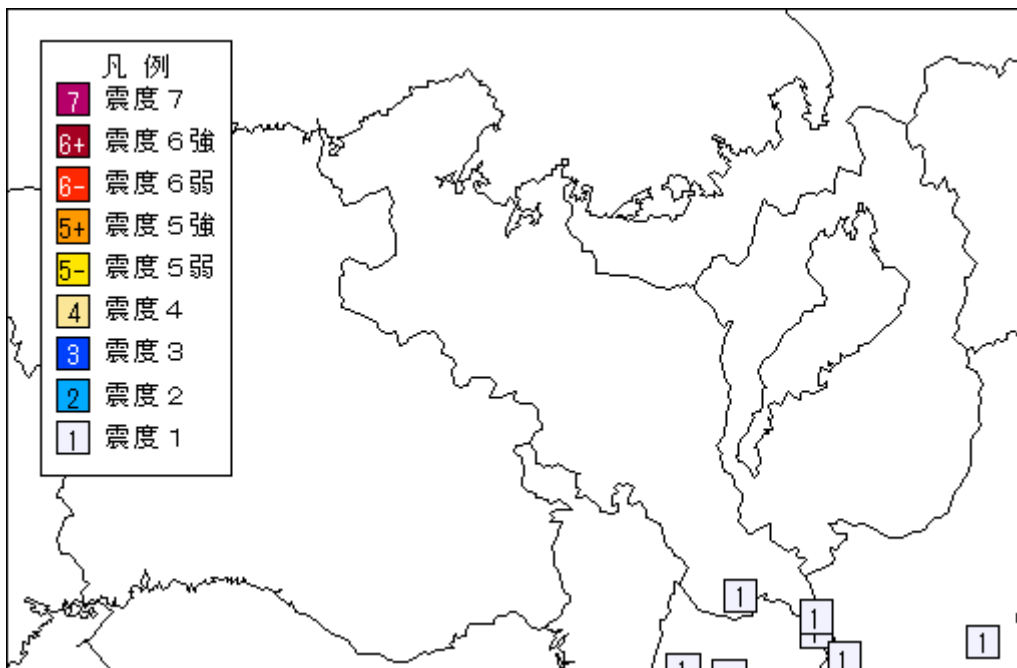 凡 例
7 震度７
6+ 震度６強
6- 震度６弱
5+ 震度５強
5- 震度５弱
4 震度４
3 震度３
2 震度２
1 震度１
1
1
1
1
1